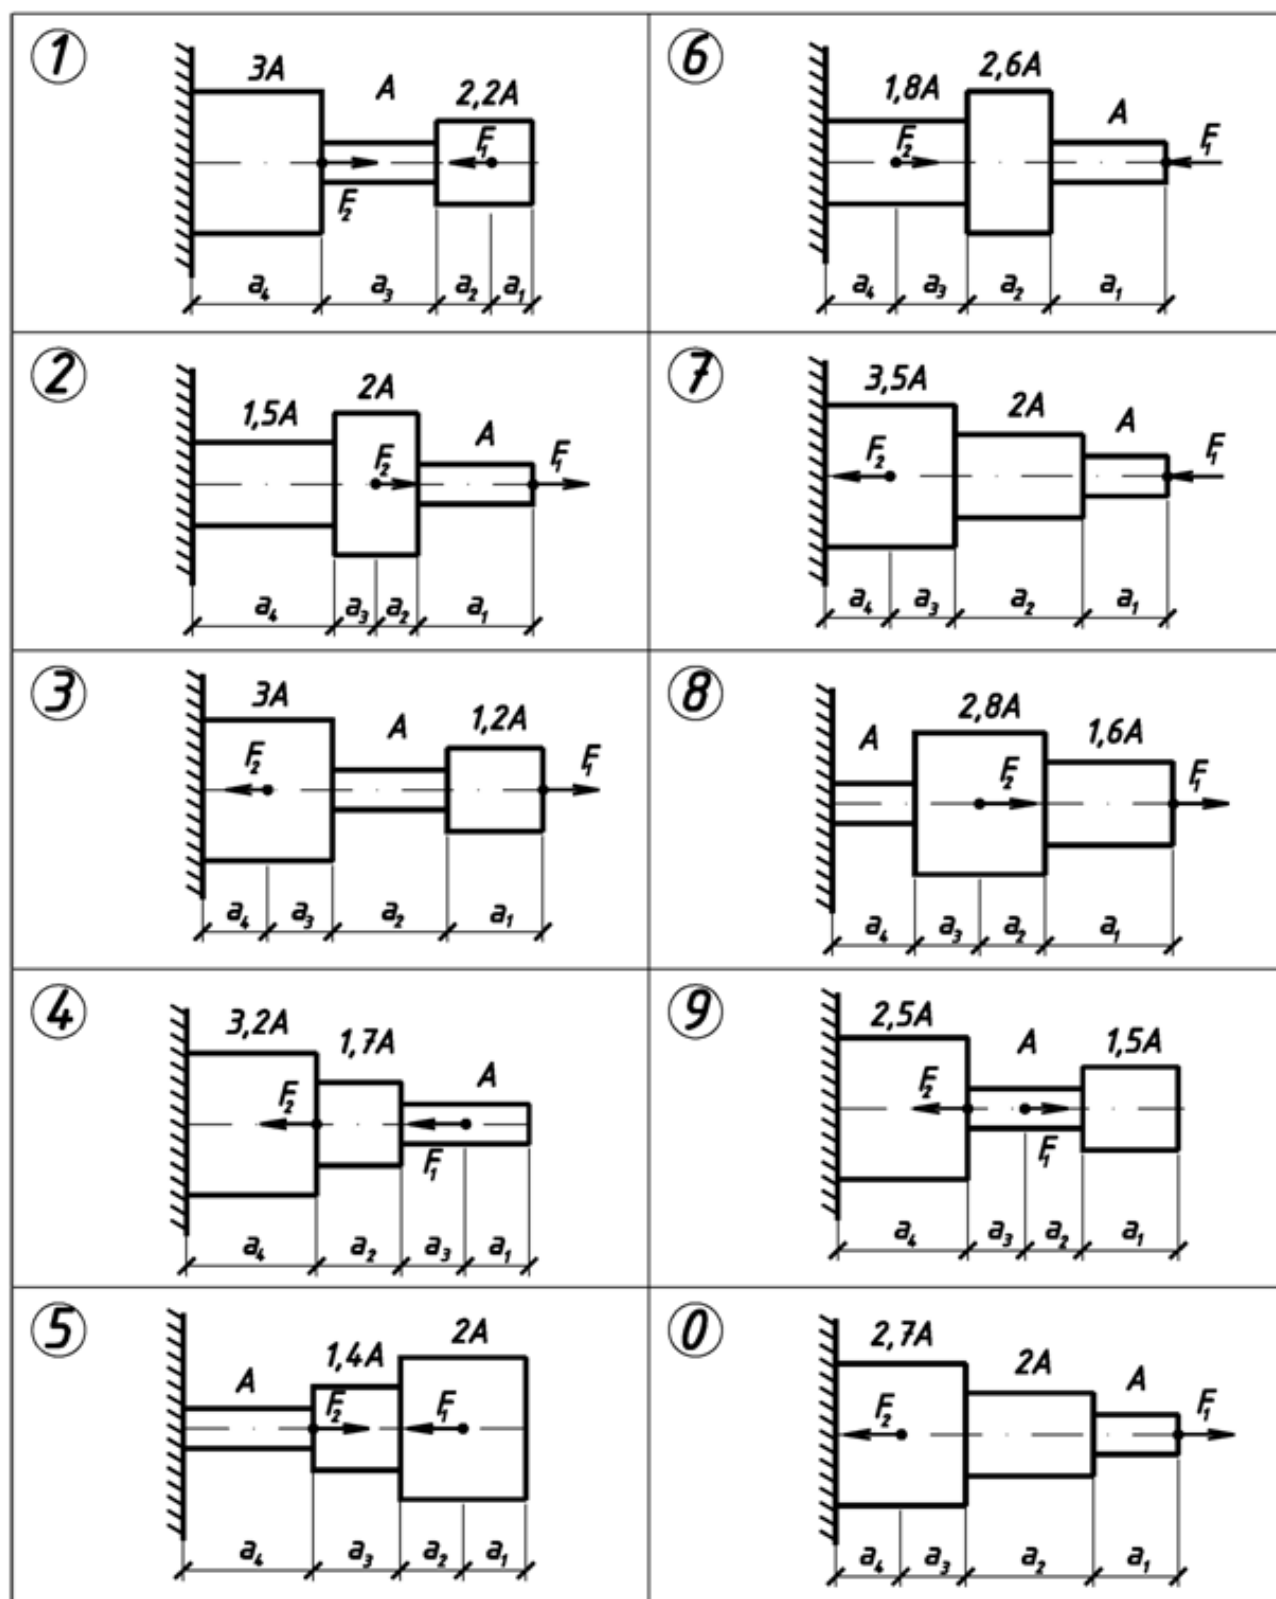 1
3A A 2,2A
F₁
F₂
a₄ a₃ a₂ a₁
2
1,5A 2A A
F₂ F₁
a₄ a₃ a₂ a₁
3
3A A 1,2A
F₂ F₁
a₄ a₃ a₂ a₁
4
3,2A 1,7A A
F₂
F₁
a₄ a₂ a₃ a₁
5
A 1,4A 2A
F₂ F₁
a₄ a₃ a₂ a₁
6
1,8A 2,6A A
F₂ F₁
a₄ a₃ a₂ a₁
7
3,5A 2A A
F₂ F₁
a₄ a₃ a₂ a₁
8
A 2,8A 1,6A
F₂ F₁
a₄ a₃ a₂ a₁
9
2,5A A 1,5A
F₂
F₁
a₄ a₃ a₂ a₁
0
2,7A 2A A
F₂ F₁
a₄ a₃ a₂ a₁